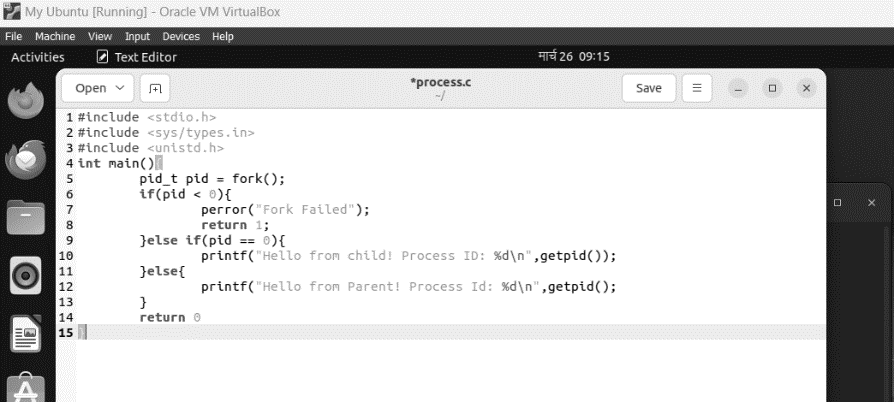 My Ubuntu [Running] - Oracle VM VirtualBox
File Machine View Input Devices Help
Activities Text Editor मार्च 26 09:15
Open *process.c Save
~/
1 #include <stdio.h>
2 #include <sys/types.in>
3 #include <unistd.h>
4 int main(){
5 pid_t pid = fork();
6 if(pid < 0){
7 perror("Fork Failed");
8 return 1;
9 }else if(pid == 0){
10 printf("Hello from child! Process ID: %d\n",getpid());
11 }else{
12 printf("Hello from Parent! Process Id: %d\n",getpid();
13 }
14 return 0
15 }